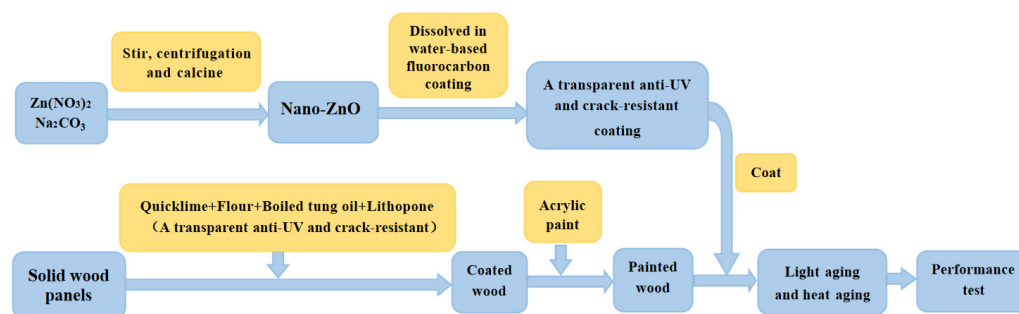 Stir, centrifugation
and calcine
Dissolved in
water-based
fluorocarbon
coating
Zn(NO₃)₂
Na₂CO₃
Nano-ZnO
A transparent anti-UV
and crack-resistant
coating
Coat
Quicklime+Flour+Boiled tung oil+Lithopone
（A transparent anti-UV and crack-resistant）
Acrylic
paint
Solid wood
panels
Coated
wood
Painted
wood
Light aging
and heat aging
Performance
test